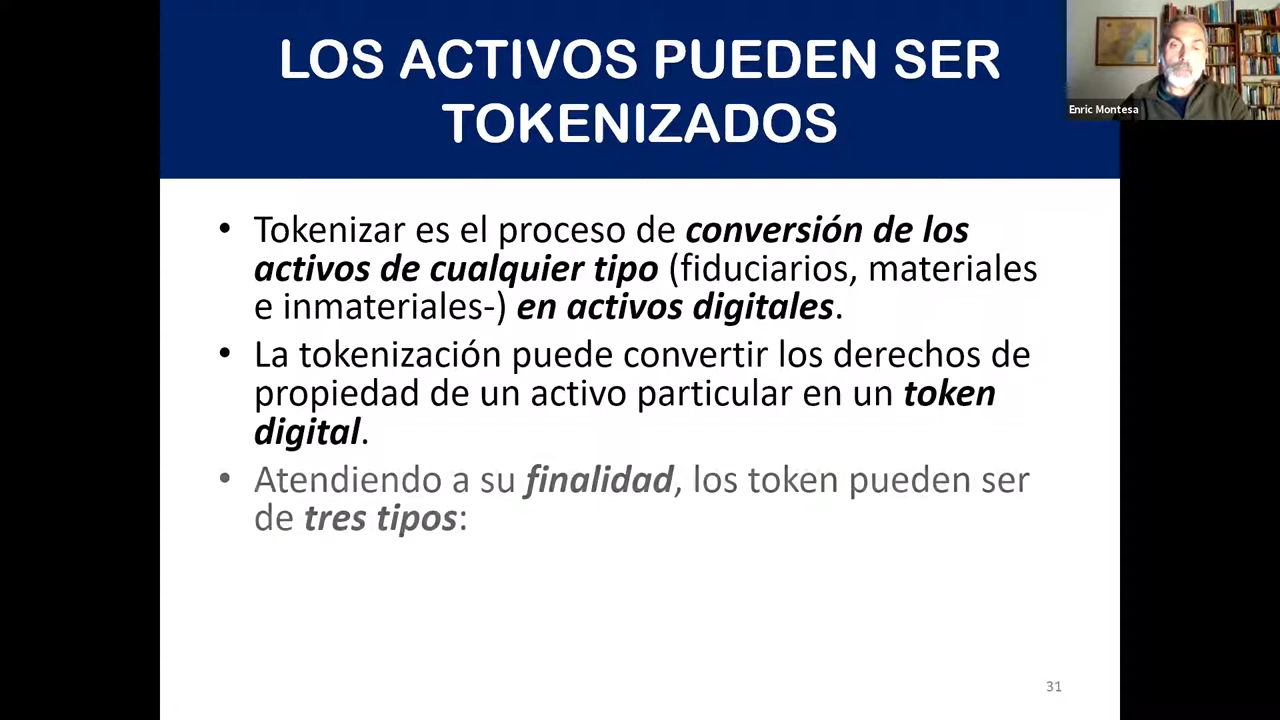 LOS ACTIVOS PUEDEN SER
TOKENIZADOS
Enric Montesa
• Tokenizar es el proceso de conversión de los
activos de cualquier tipo (fiduciarios, materiales
e inmateriales-) en activos digitales.
• La tokenización puede convertir los derechos de
propiedad de un activo particular en un token
digital.
• Atendiendo a su finalidad, los token pueden ser
de tres tipos:
31